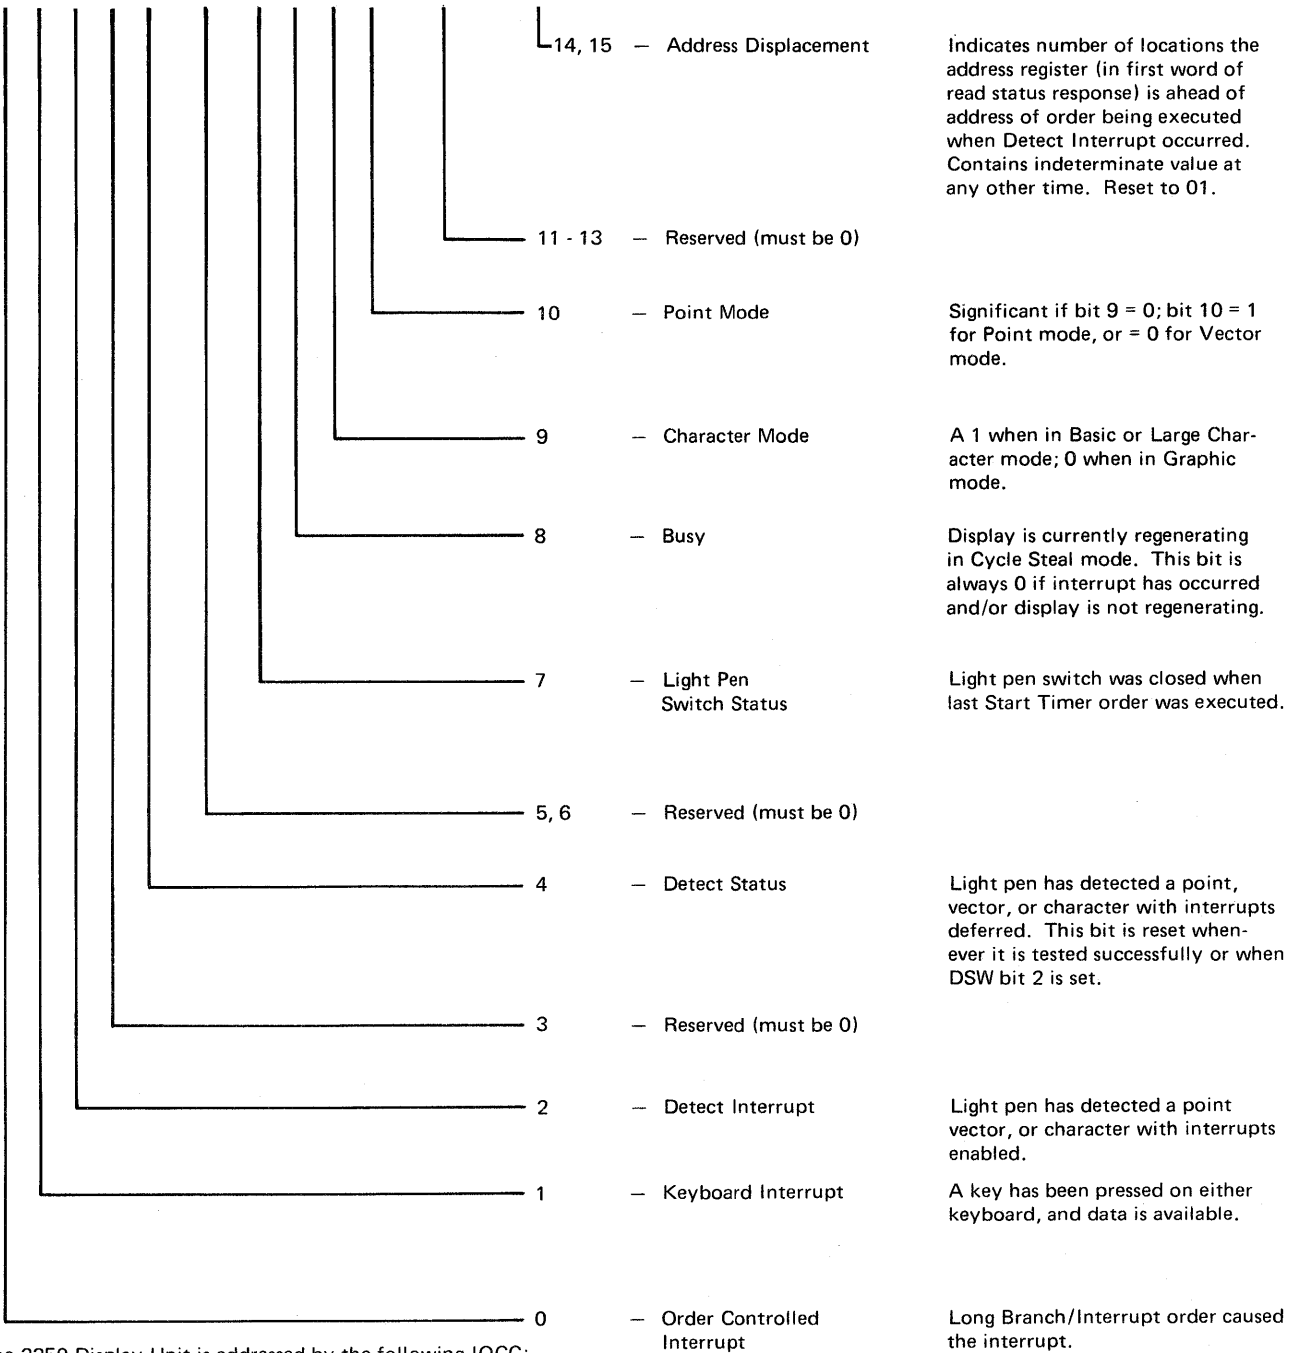 14, 15 — Address Displacement Indicates number of locations the
address register (in first word of
read status response) is ahead of
address of order being executed
when Detect Interrupt occurred.
Contains indeterminate value at
any other time. Reset to 01.
11 - 13 — Reserved (must be 0)
10 — Point Mode Significant if bit 9 = 0; bit 10 = 1
for Point mode, or = 0 for Vector
mode.
9 — Character Mode A 1 when in Basic or Large Char-
acter mode; 0 when in Graphic
mode.
8 — Busy Display is currently regenerating
in Cycle Steal mode. This bit is
always 0 if interrupt has occurred
and/or display is not regenerating.
7 — Light Pen Light pen switch was closed when
Switch Status last Start Timer order was executed.
5, 6 — Reserved (must be 0)
4 — Detect Status Light pen has detected a point,
vector, or character with interrupts
deferred. This bit is reset when-
ever it is tested successfully or when
DSW bit 2 is set.
3 — Reserved (must be 0)
2 — Detect Interrupt Light pen has detected a point
vector, or character with interrupts
enabled.
1 — Keyboard Interrupt A key has been pressed on either
keyboard, and data is available.
0 — Order Controlled Long Branch/Interrupt order caused
Interrupt the interrupt.
2250 Display Unit is addressed by the following IOCC: